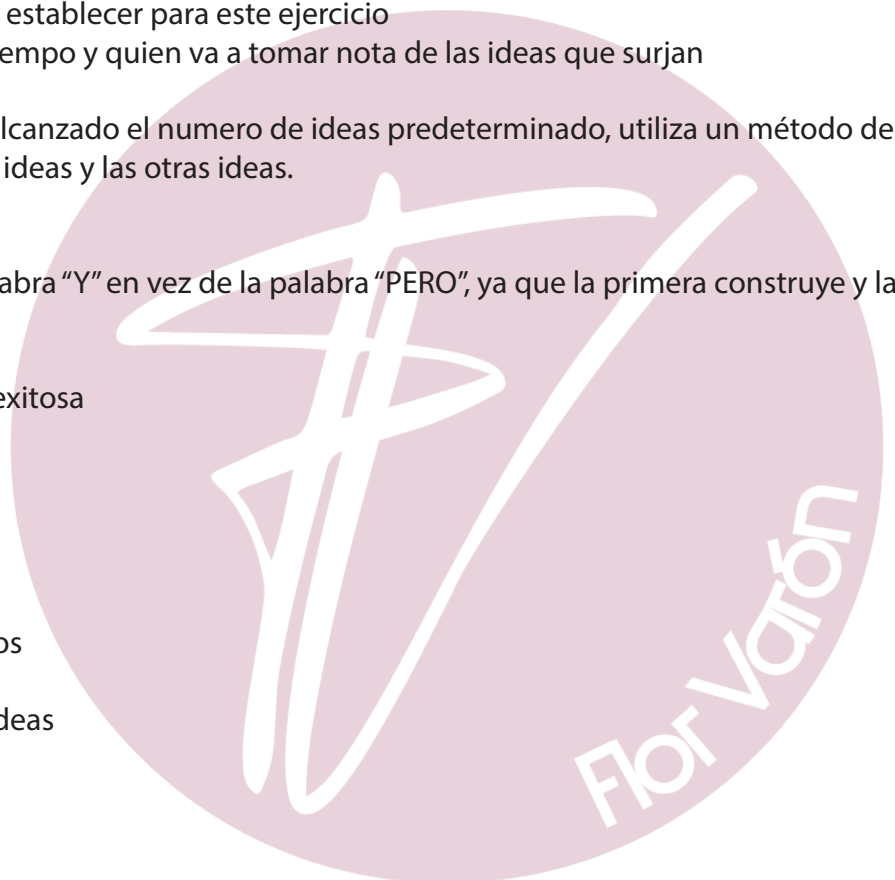 establecer para este ejercicio
empo y quien va a tomar nota de las ideas que surjan
lcanzado el numero de ideas predeterminado, utiliza un método de
ideas y las otras ideas.
abra “Y” en vez de la palabra “PERO”, ya que la primera construye y la
exitosa
os
deas
Flor Varón